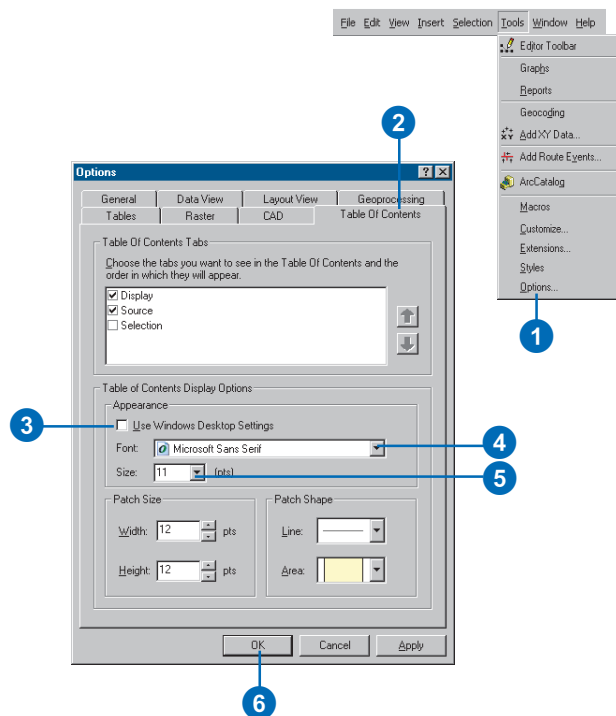 File Edit View Insert Selection Tools Window Help
Editor Toolbar
Graphs
Reports
Geocoding
Add XY Data...
Add Route Events...
ArcCatalog
Macros
Customize...
Extensions...
Styles
Options...
1
2
Options
General Data View Layout View Geoprocessing
Tables Raster CAD Table Of Contents
Table Of Contents Tabs
Choose the tabs you want to see in the Table Of Contents and the
order in which they will appear.
Display
Source
Selection
Table of Contents Display Options
Appearance
3
Use Windows Desktop Settings
Font: Microsoft Sans Serif
4
Size: 11 (pts)
5
Patch Size
Width: 12 pts
Height: 12 pts
Patch Shape
Line:
Area:
OK Cancel Apply
6